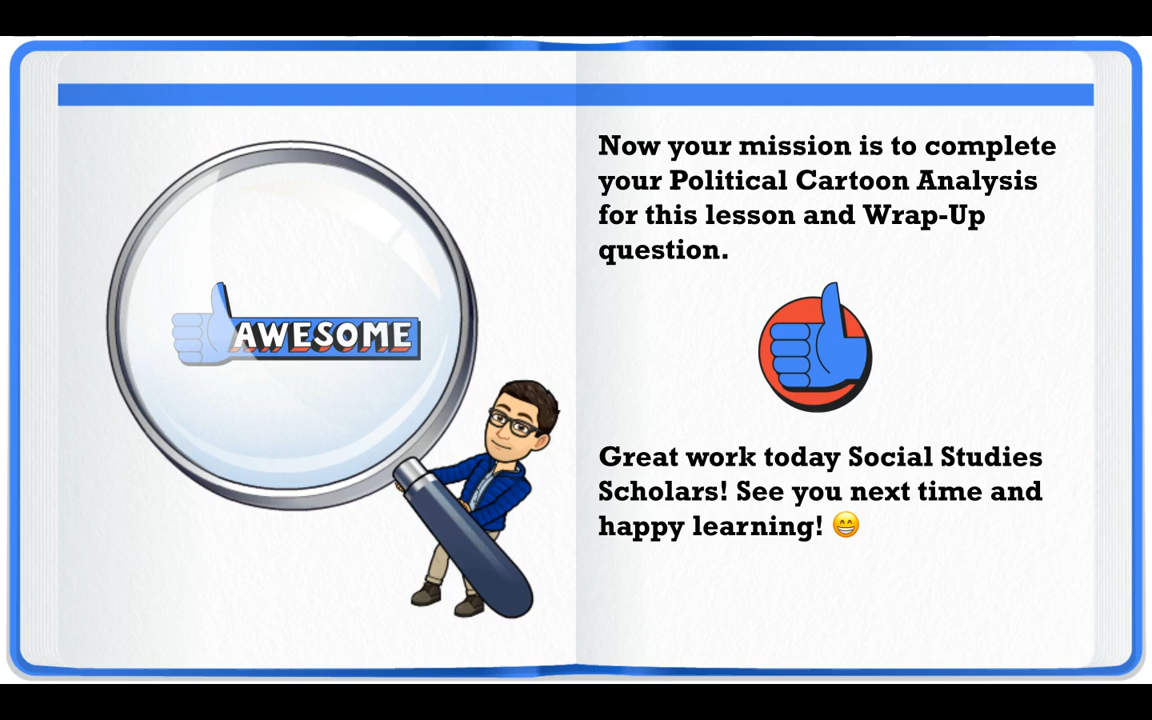 AWESOME
Now your mission is to complete
your Political Cartoon Analysis
for this lesson and Wrap-Up
question.
Great work today Social Studies
Scholars! See you next time and
happy learning! 😁